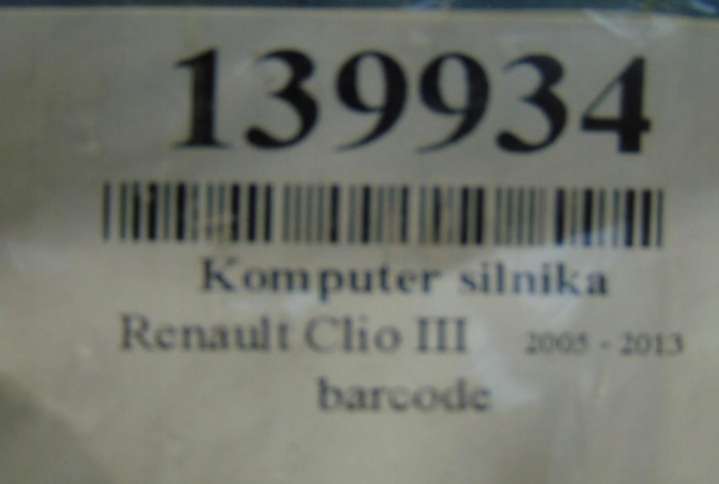 139934
Komputer silnika
Renault Clio III 2005 - 2013
barcode